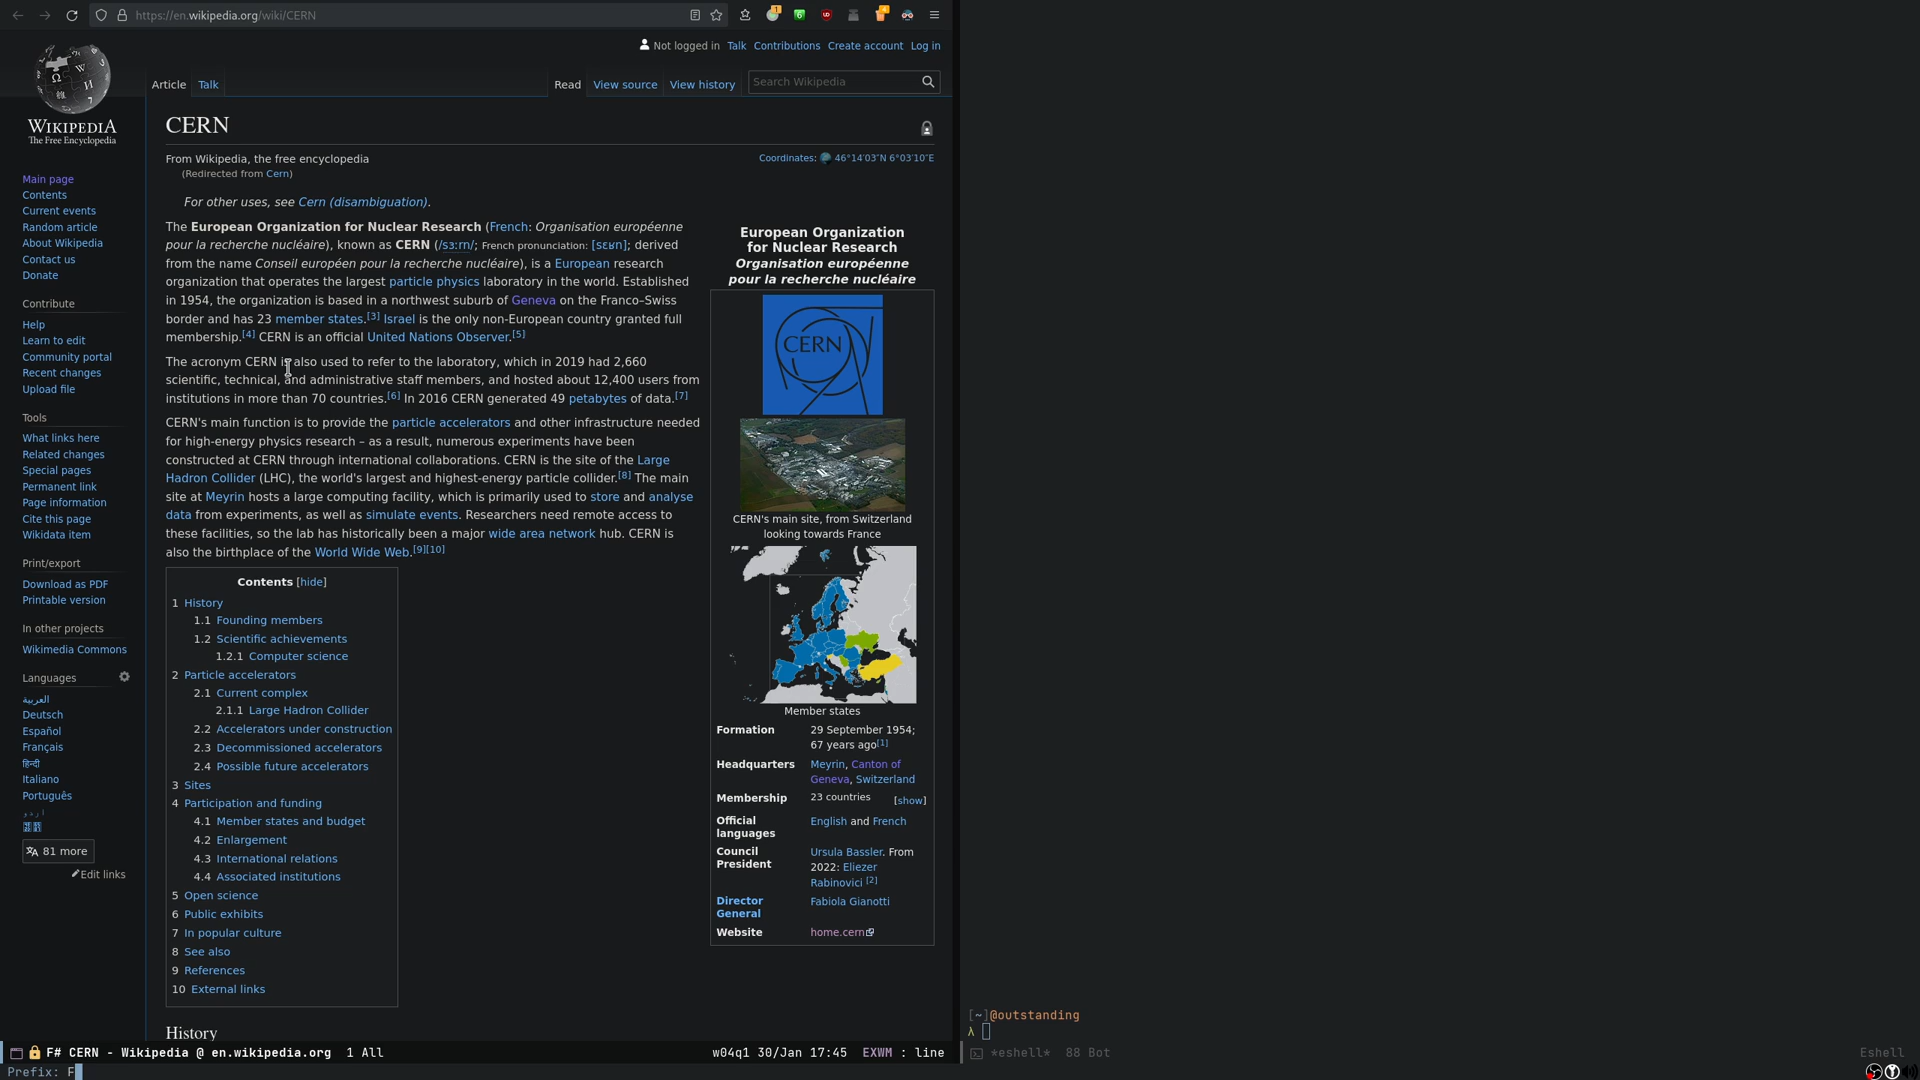 https://en.wikipedia.org/wiki/CERN
Not logged in Talk Contributions Create account Log in
Article Talk Read View source View history Search Wikipedia
WIKIPEDIA
The Free Encyclopedia
Main page
Contents
Current events
Random article
About Wikipedia
Contact us
Donate
Contribute
Help
Learn to edit
Community portal
Recent changes
Upload file
Tools
What links here
Related changes
Special pages
Permanent link
Page information
Cite this page
Wikidata item
Print/export
Download as PDF
Printable version
In other projects
Wikimedia Commons
Languages
العربية
Deutsch
Español
Français
हिन्दी
Italiano
Português
اردو
81 more
Edit links
CERN
From Wikipedia, the free encyclopedia
(Redirected from Cern)
Coordinates: 46°14′03″N 6°03′10″E
For other uses, see Cern (disambiguation).
The European Organization for Nuclear Research (French: Organisation européenne
pour la recherche nucléaire), known as CERN (/sɜːrn/; French pronunciation: [sɛʁn]; derived
from the name Conseil européen pour la recherche nucléaire), is a European research
organization that operates the largest particle physics laboratory in the world. Established
in 1954, the organization is based in a northwest suburb of Geneva on the Franco–Swiss
border and has 23 member states.[3] Israel is the only non-European country granted full
membership.[4] CERN is an official United Nations Observer.[5]
The acronym CERN is also used to refer to the laboratory, which in 2019 had 2,660
scientific, technical, and administrative staff members, and hosted about 12,400 users from
institutions in more than 70 countries.[6] In 2016 CERN generated 49 petabytes of data.[7]
CERN's main function is to provide the particle accelerators and other infrastructure needed
for high-energy physics research – as a result, numerous experiments have been
constructed at CERN through international collaborations. CERN is the site of the Large
Hadron Collider (LHC), the world's largest and highest-energy particle collider.[8] The main
site at Meyrin hosts a large computing facility, which is primarily used to store and analyse
data from experiments, as well as simulate events. Researchers need remote access to
these facilities, so the lab has historically been a major wide area network hub. CERN is
also the birthplace of the World Wide Web.[9][10]
Contents [hide]
1 History
1.1 Founding members
1.2 Scientific achievements
1.2.1 Computer science
2 Particle accelerators
2.1 Current complex
2.1.1 Large Hadron Collider
2.2 Accelerators under construction
2.3 Decommissioned accelerators
2.4 Possible future accelerators
3 Sites
4 Participation and funding
4.1 Member states and budget
4.2 Enlargement
4.3 International relations
4.4 Associated institutions
5 Open science
6 Public exhibits
7 In popular culture
8 See also
9 References
10 External links
History
European Organization
for Nuclear Research
Organisation européenne
pour la recherche nucléaire
CERN
CERN's main site, from Switzerland
looking towards France
Member states
Formation 29 September 1954;
67 years ago[1]
Headquarters Meyrin, Canton of
Geneva, Switzerland
Membership 23 countries [show]
Official
languages English and French
Council
President Ursula Bassler. From
2022: Eliezer
Rabinovici [2]
Director
General Fabiola Gianotti
Website home.cern
[~]@outstanding
λ
F# CERN - Wikipedia @ en.wikipedia.org 1 All w04q1 30/Jan 17:45 EXWM : line
*eshell* 88 Bot Eshell
Prefix: F